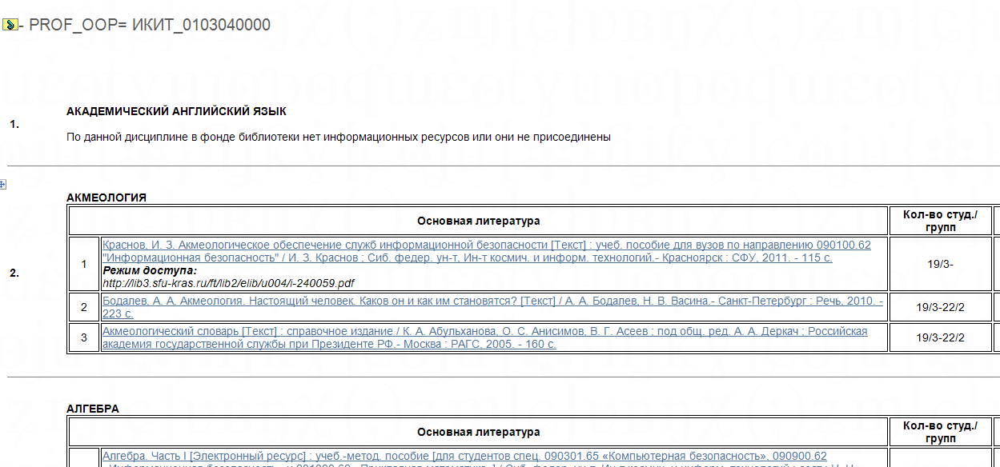 - PROF_OOP= ИКИТ_0103040000
1.
АКАДЕМИЧЕСКИЙ АНГЛИЙСКИЙ ЯЗЫК
По данной дисциплине в фонде библиотеки нет информационных ресурсов или они не присоединены
2.
АКМЕОЛОГИЯ
Основная литература
Кол-во студ./
групп
1
Краснов, И. З. Акмеологическое обеспечение служб информационной безопасности [Текст] : учеб. пособие для вузов по направлению 090100.62
"Информационная безопасность" / И. З. Краснов ; Сиб. федер. ун-т, Ин-т космич. и информ. технологий.- Красноярск : СФУ, 2011. - 115 с.
Режим доступа:
http://lib3.sfu-kras.ru/ft/lib2/elib/u004/i-240059.pdf
19/3-
2
Бодалев, А. А. Акмеология. Настоящий человек. Каков он и как им становятся? [Текст] / А. А. Бодалев, Н. В. Васина.- Санкт-Петербург : Речь, 2010. -
223 с.
19/3-22/2
3
Акмеологический словарь [Текст] : справочное издание / К. А. Абульханова, О. С. Анисимов, В. Г. Асеев ; под общ. ред. А. А. Деркач ; Российская
академия государственной службы при Президенте РФ.- Москва : РАГС, 2005. - 160 с.
19/3-22/2
АЛГЕБРА
Основная литература
Кол-во студ./
групп
Алгебра. Часть I [Электронный ресурс] : учеб.-метод. пособие [для студентов спец. 090301.65 «Компьютерная безопасность», 090900.62